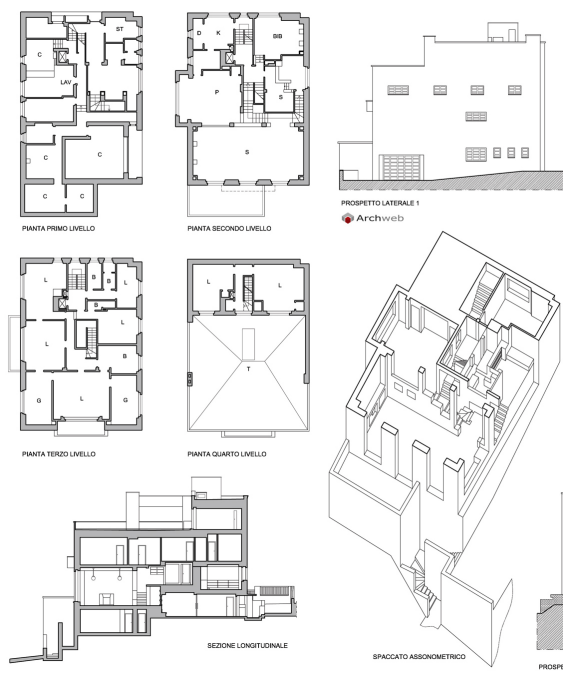 ST
C
LAV
C
C
C
C
PIANTA PRIMO LIVELLO
D
K
BIB
P
S
S
PIANTA SECONDO LIVELLO
PROSPETTO LATERALE 1
Archweb
L
B
B
L
B
L
L
B
G
L
G
PIANTA TERZO LIVELLO
L
L
T
PIANTA QUARTO LIVELLO
SEZIONE LONGITUDINALE
SPACCATO ASSONOMETRICO
PROSPE